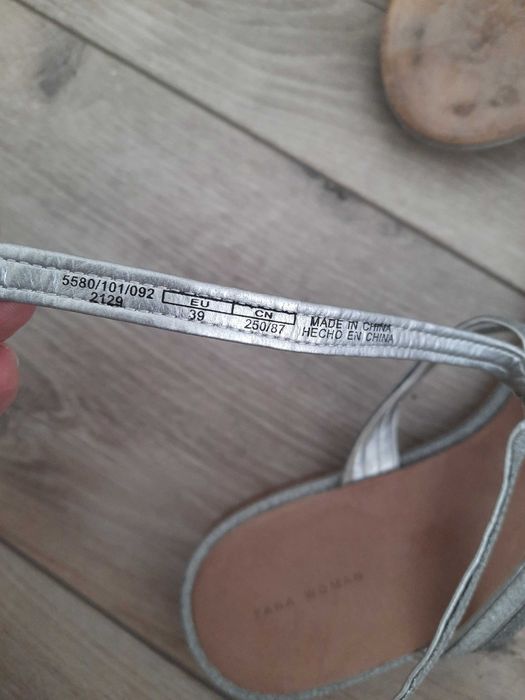 5580/101/092
2129
EU
39
CN
250/87
MADE IN CHINA
HECHO EN CHINA
ZARA WOMAN